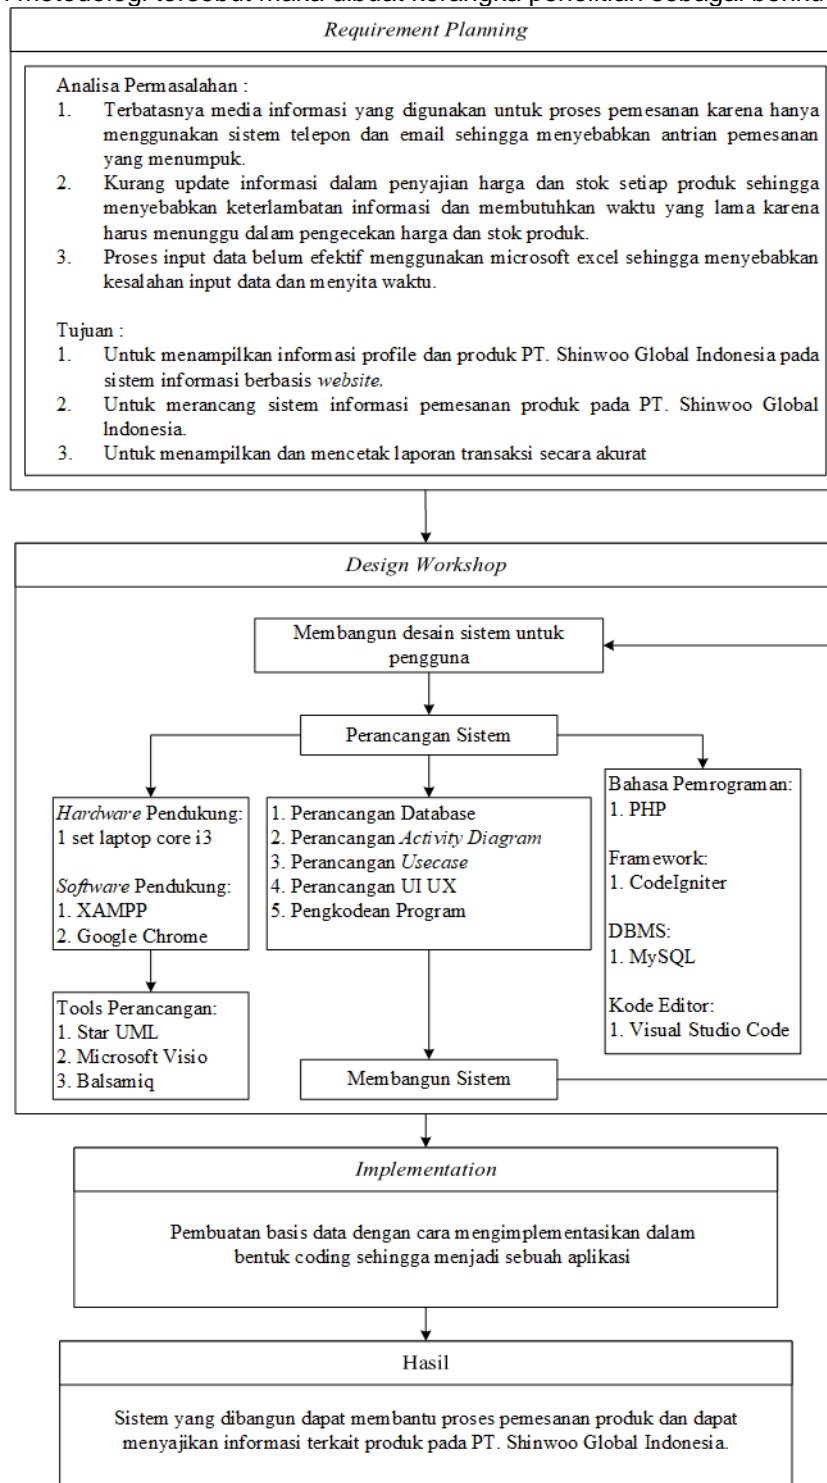 metodologi tersebut maka dibuat kerangka penelitian sebagai
Requirement Planning
Analisa Permasalahan :
1. Terbatasnya media informasi yang digunakan untuk proses pemesanan karena hanya
menggunakan sistem telepon dan email sehingga menyebabkan antrian pemesanan
yang menumpuk.
2. Kurang update informasi dalam penyajian harga dan stok setiap produk sehingga
menyebabkan keterlambatan informasi dan membutuhkan waktu yang lama karena
harus menunggu dalam pengecekan harga dan stok produk.
3. Proses input data belum efektif menggunakan microsoft excel sehingga menyebabkan
kesalahan input data dan menyita waktu.
Tujuan :
1. Untuk menampilkan informasi profile dan produk PT. Shinwoo Global Indonesia pada
sistem informasi berbasis website.
2. Untuk merancang sistem informasi pemesanan produk pada PT. Shinwoo Global
Indonesia.
3. Untuk menampilkan dan mencetak laporan transaksi secara akurat
Design Workshop
Membangun desain sistem untuk
pengguna
Perancangan Sistem
Hardware Pendukung:
1 set laptop core i3
Software Pendukung:
1. XAMPP
2. Google Chrome
Tools Perancangan:
1. Star UML
2. Microsoft Visio
3. Balsamiq
1. Perancangan Database
2. Perancangan Activity Diagram
3. Perancangan Usecase
4. Perancangan UI UX
5. Pengkodean Program
Membangun Sistem
Bahasa Pemrograman:
1. PHP
Framework:
1. CodeIgniter
DBMS:
1. MySQL
Kode Editor:
1. Visual Studio Code
Implementation
Pembuatan basis data dengan cara mengimplementasikan dalam
bentuk coding sehingga menjadi sebuah aplikasi
Hasil
Sistem yang dibangun dapat membantu proses pemesanan produk dan dapat
menyajikan informasi terkait produk pada PT. Shinwoo Global Indonesia.